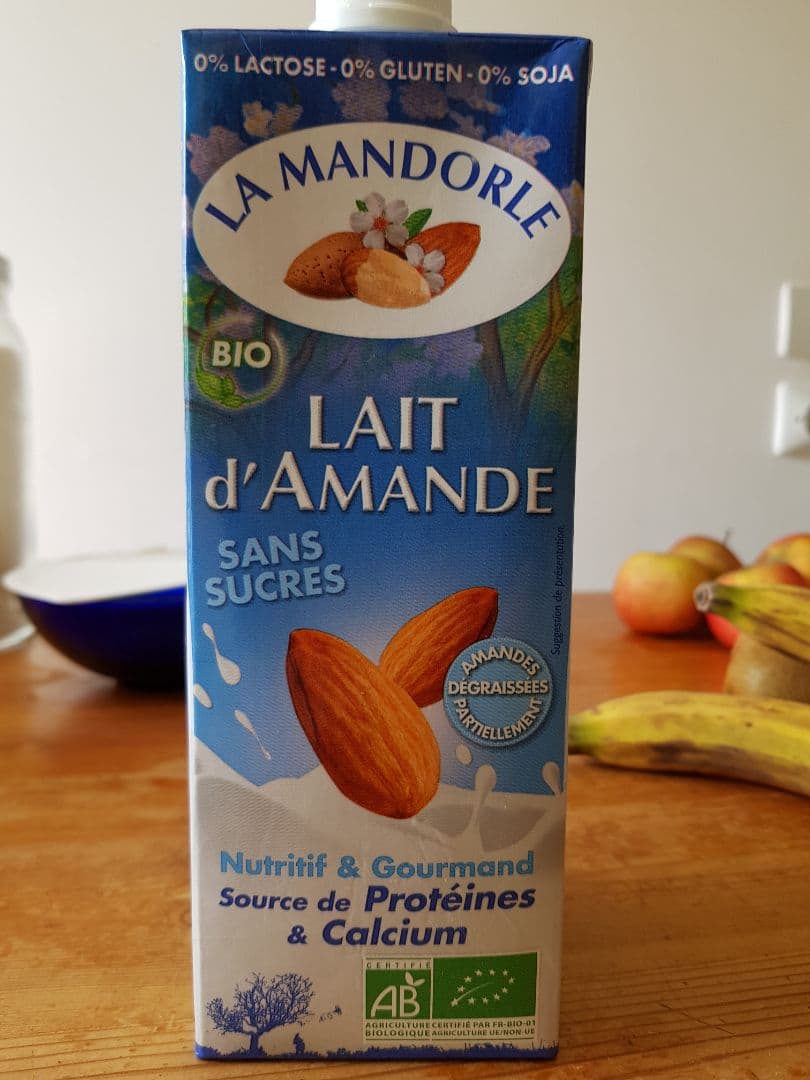 0% LACTOSE - 0% GLUTEN - 0% SOJA
LA MANDORLE
BIO
LAIT
d'AMANDE
SANS
SUCRES
Suggestion de présentation
AMANDES
DÉGRAISSÉES
PARTIELLEMENT
Nutritif & Gourmand
Source de Protéines
& Calcium
CERTIFIÉ
AB
AGRICULTURE
BIOLOGIQUE
CERTIFIÉ PAR FR-BIO-01
AGRICULTURE UE/NON-UE